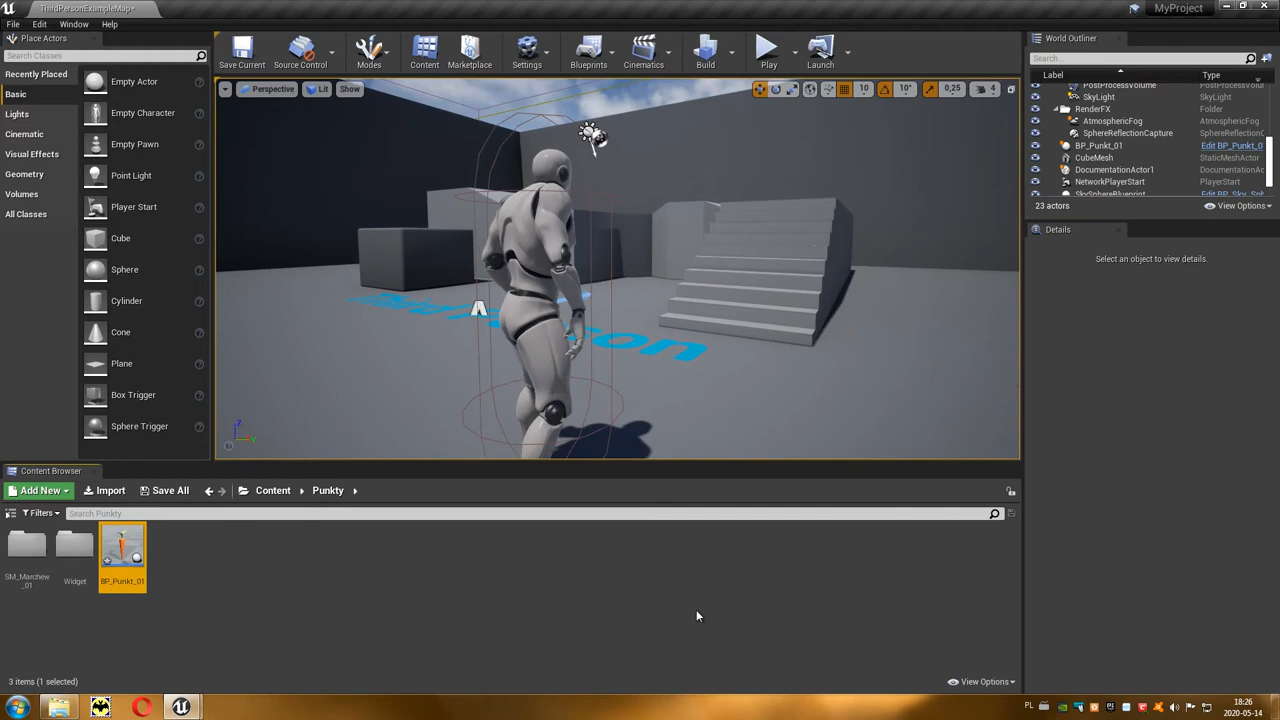 ThirdPersonExampleMap*
MyProject
File Edit Window Help
Place Actors
Search Classes
Recently Placed
Basic
Lights
Cinematic
Visual Effects
Geometry
Volumes
All Classes
Empty Actor
Empty Character
Empty Pawn
Point Light
Player Start
Cube
Sphere
Cylinder
Cone
Plane
Box Trigger
Sphere Trigger
Save Current
Source Control
Modes
Content
Marketplace
Settings
Blueprints
Cinematics
Build
Play
Launch
Perspective
Lit
Show
10
10°
0,25
4
World Outliner
Search...
Label Type
PostProcessVolume PostProcessVolu
SkyLight SkyLight
RenderFX Folder
AtmosphericFog AtmosphericFog
SphereReflectionCapture SphereReflection
BP_Punkt_01 Edit BP_Punkt_0
CubeMesh StaticMeshActor
DocumentationActor1 DocumentationAc
NetworkPlayerStart PlayerStart
SkySphereBlueprint Edit BP_Sky_Sp
23 actors
View Options
Details
Select an object to view details.
Content Browser
Add New
Import
Save All
Content
Punkty
Filters
Search Punkty
SM_Marchew
_01
Widget
BP_Punkt_01
3 items (1 selected)
View Options
PL
18:26
2020-05-14